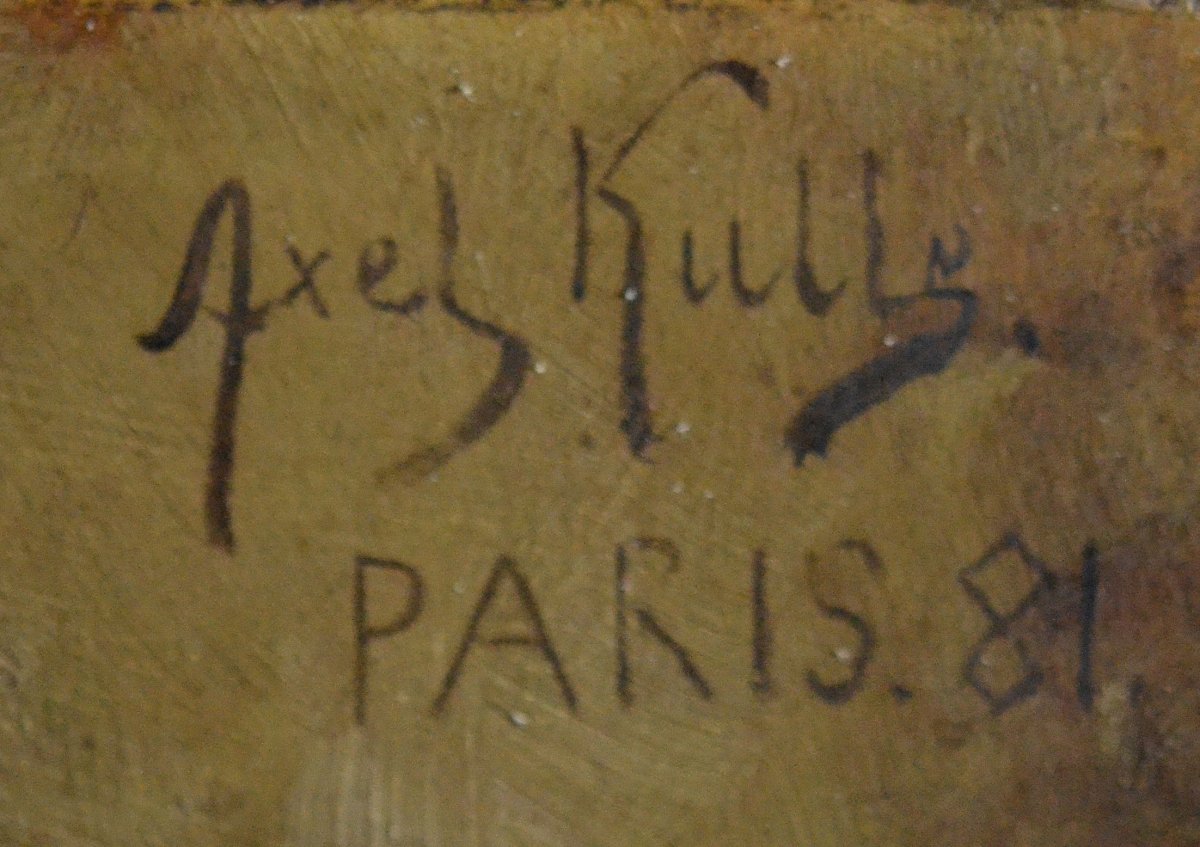 Axel Kulle.
PARIS. 81.